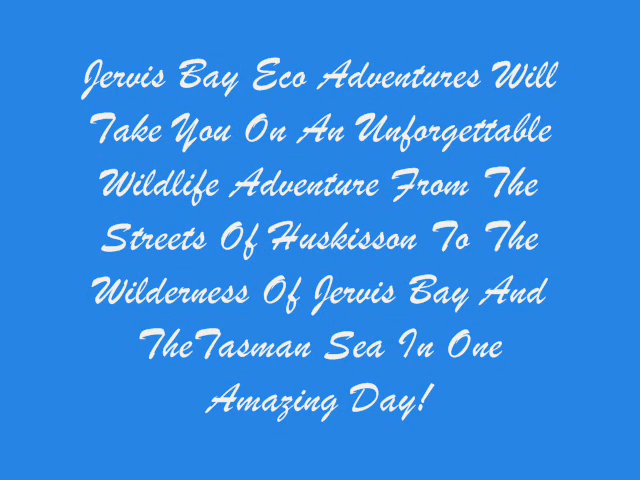 Jervis Bay Eco Adventures Will
Take You On An Unforgettable
Wildlife Adventure From The
Streets Of Huskisson To The
Wilderness Of Jervis Bay And
TheTasman Sea In One
Amazing Day!